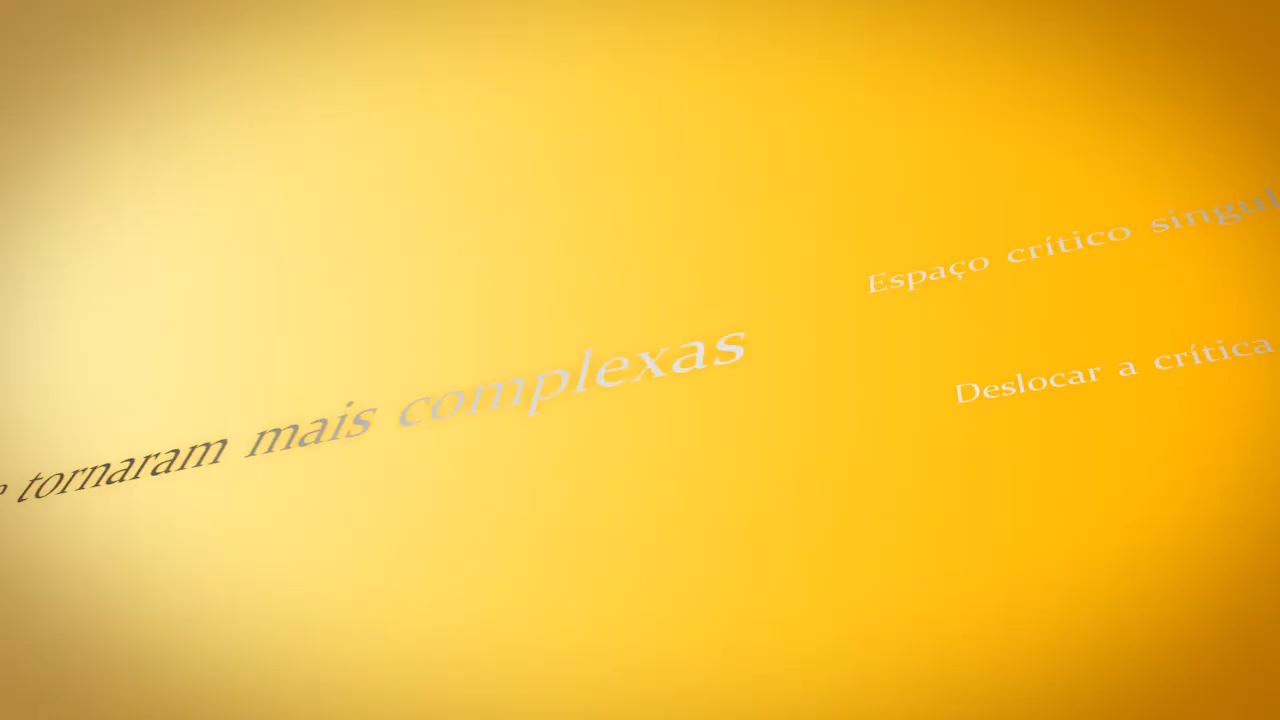 tornaram mais complexas
Espaço crítico
Deslocar a crítica